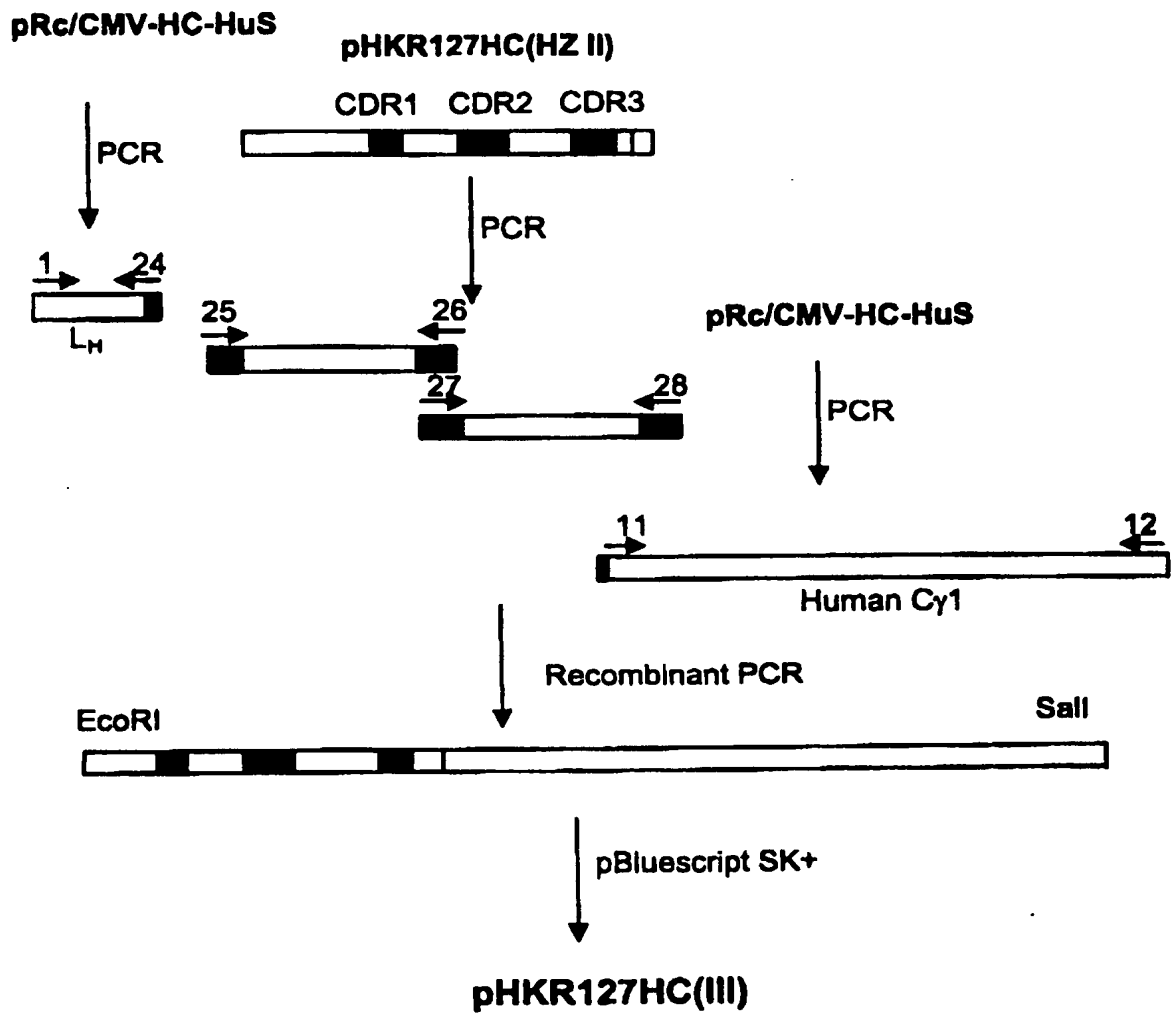 pRc/CMV-HC-HuS
pHKR127HC(HZ II)
CDR1 CDR2 CDR3
PCR
PCR
1 24
L_H
25 26
pRc/CMV-HC-HuS
27 28
PCR
11 12
Human Cγ1
Recombinant PCR
EcoRI SalI
pBluescript SK+
pHKR127HC(III)